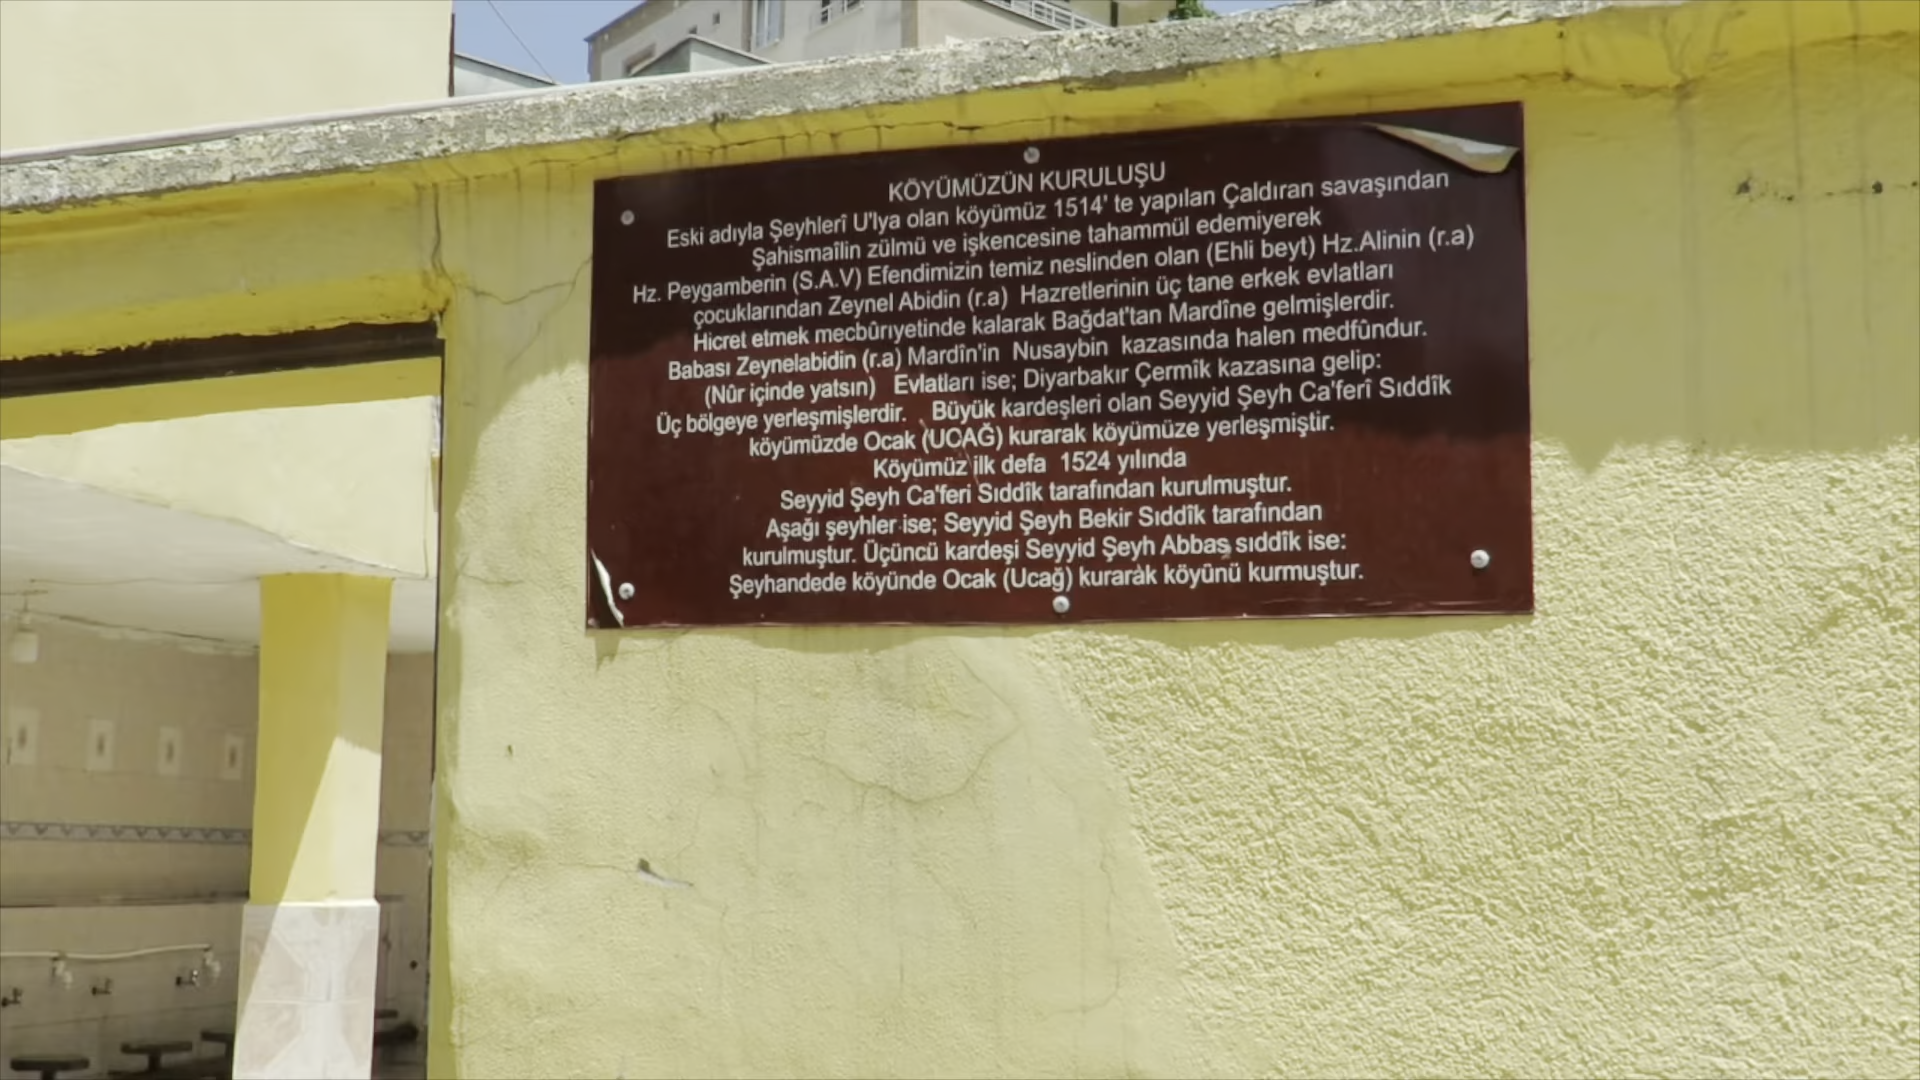 KÖYÜMÜZÜN KURULUŞU
Eski adıyla Şeyhlerî U'lya olan köyümüz 1514' te yapılan Çaldıran savaşından
Şahismaîlin zülmü ve işkencesine tahammül edemiyerek
Hz. Peygamberin (S.A.V) Efendimizin temiz neslinden olan (Ehli beyt) Hz.Alinin (r.a)
çocuklarından Zeynel Abidin (r.a) Hazretlerinin üç tane erkek evlatları
Hicret etmek mecbûrıyetinde kalarak Bağdat'tan Mardîne gelmişlerdir.
Babası Zeynelabidin (r.a) Mardîn'in Nusaybin kazasında halen medfûndur.
(Nûr içinde yatsın) Evlatları ise; Diyarbakır Çermîk kazasına gelip:
Üç bölgeye yerleşmişlerdir. Büyük kardeşleri olan Seyyid Şeyh Ca'ferî Sıddîk
köyümüzde Ocak (UCAĞ) kurarak köyümüze yerleşmiştir.
Köyümüz ilk defa 1524 yılında
Seyyid Şeyh Ca'feri Sıddîk tarafından kurulmuştur.
Aşağı şeyhler ise; Seyyid Şeyh Bekir Sıddîk tarafından
kurulmuştur. Üçüncü kardeşi Seyyid Şeyh Abbas sıddîk ise:
Şeyhandede köyünde Ocak (Ucağ) kurarak köyünü kurmuştur.